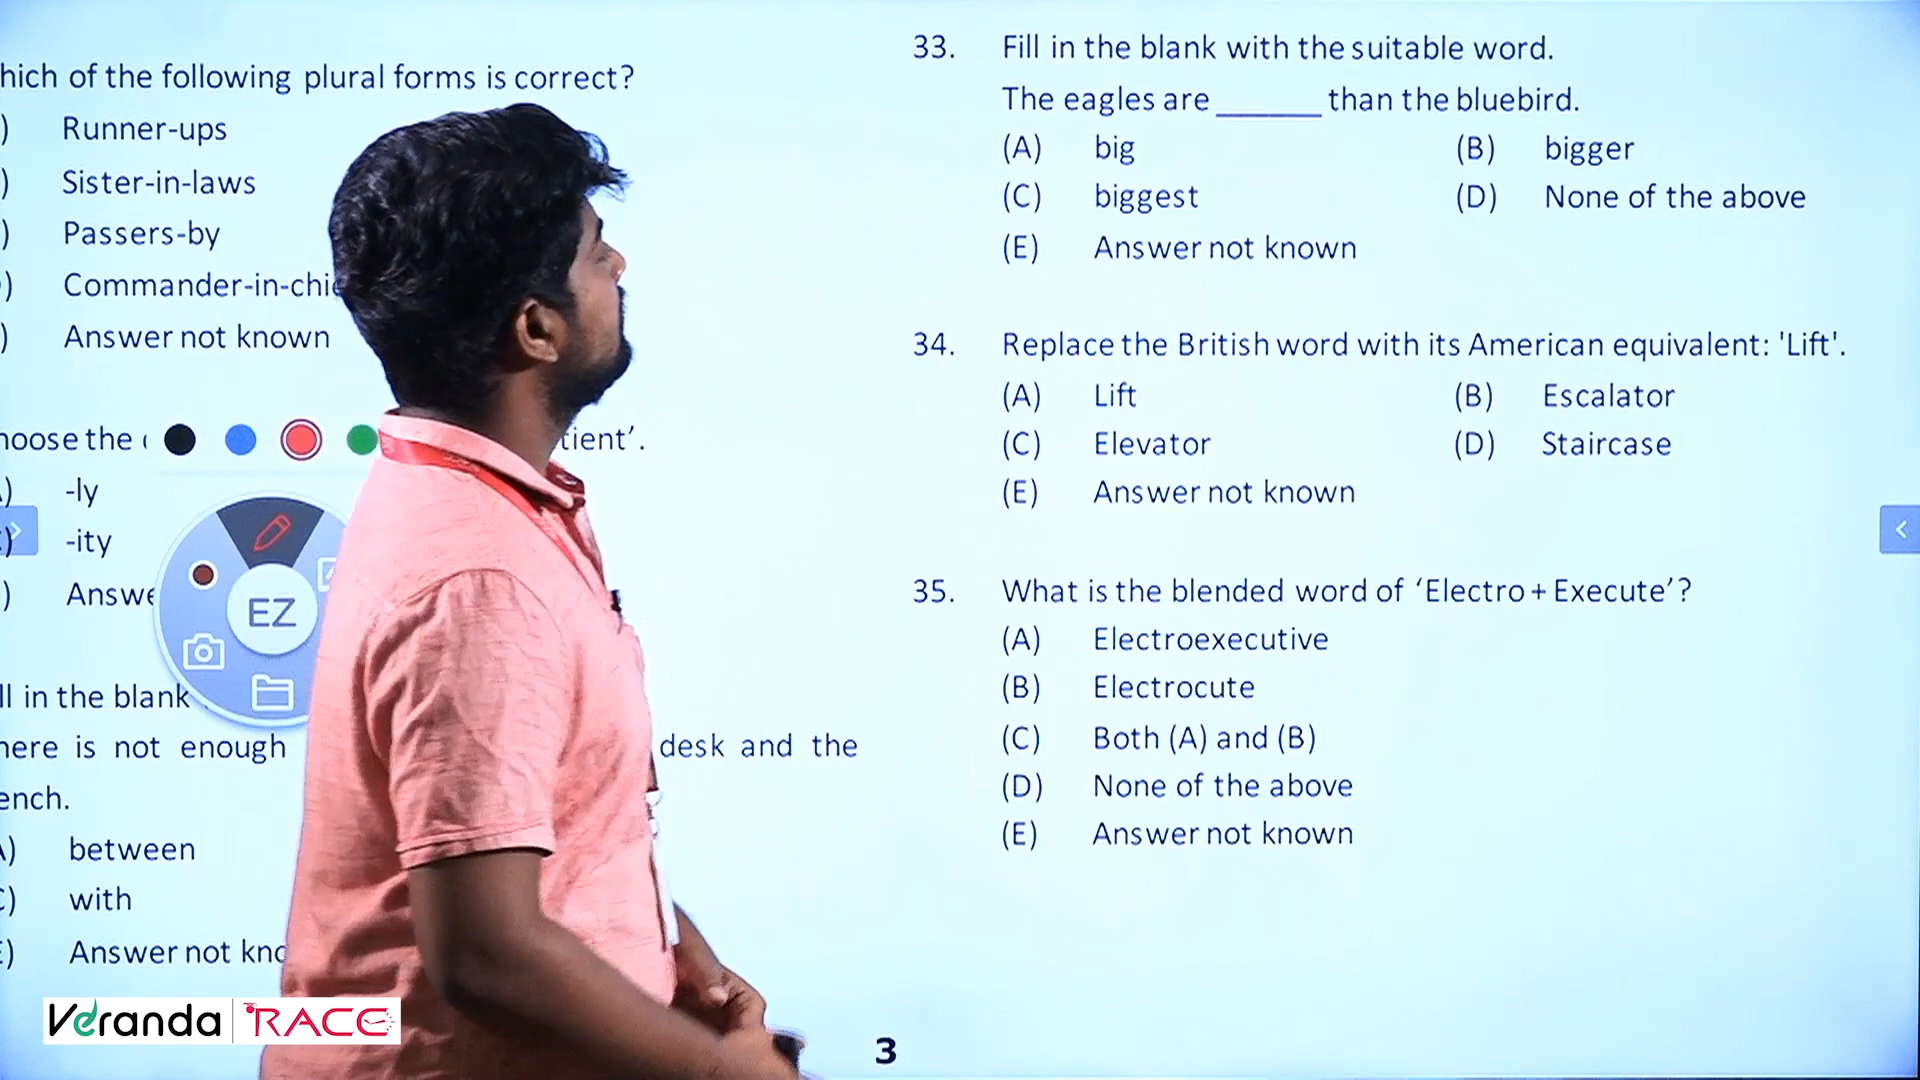 hich of the following plural forms is correct?
) Runner-ups
) Sister-in-laws
) Passers-by
) Commander-in-chie
) Answer not known
hoose the tient’.
) -ly
) -ity
) Answe
EZ
ll in the blank
here is not enough desk and the
ench.
) between
) with
) Answer not kno
33. Fill in the blank with the suitable word.
The eagles are ______ than the bluebird.
(A) big (B) bigger
(C) biggest (D) None of the above
(E) Answer not known
34. Replace the British word with its American equivalent: 'Lift'.
(A) Lift (B) Escalator
(C) Elevator (D) Staircase
(E) Answer not known
35. What is the blended word of ‘Electro + Execute’?
(A) Electroexecutive
(B) Electrocute
(C) Both (A) and (B)
(D) None of the above
(E) Answer not known
Veranda RACE
3